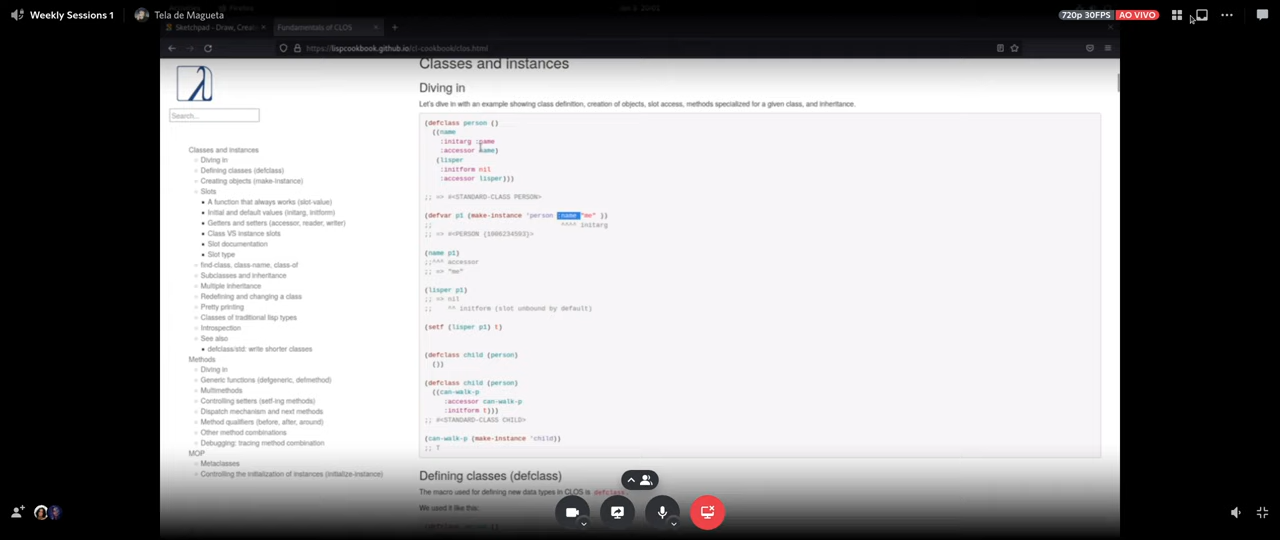 Weekly Sessions 1
Tela de Magueta
720p 30FPS
AO VIVO
Sketchpad - Draw, Creat
Fundamentals of CLOS
https://lispcookbook.github.io/cl-cookbook/clos.html
Classes and instances
Diving in
Let's dive in with an example showing class definition, creation of objects, slot access, methods specialized for a given class, and inheritance.
Search...
(defclass person ()
((name
:initarg :name
:accessor name)
(lisper
:initform nil
:accessor lisper)))
;; => #<STANDARD-CLASS PERSON>
(defvar p1 (make-instance 'person name "me" ))
;; ^^^^ initarg
;; => #<PERSON {1006234593}>
(name p1)
;;^^^ accessor
;; => "me"
(lisper p1)
;; => nil
;; ^^ initform (slot unbound by default)
(setf (lisper p1) t)
(defclass child (person)
())
(defclass child (person)
((can-walk-p
:accessor can-walk-p
:initform t)))
;; #<STANDARD-CLASS CHILD>
(can-walk-p (make-instance 'child))
;; T
Defining classes (defclass)
The macro used for defining new data types in CLOS is defclass.
We used it like this:
Classes and instances
Diving in
Defining classes (defclass)
Creating objects (make-instance)
Slots
A function that always works (slot-value)
Initial and default values (initarg, initform)
Getters and setters (accessor, reader, writer)
Class VS instance slots
Slot documentation
Slot type
find-class, class-name, class-of
Subclasses and inheritance
Multiple inheritance
Redefining and changing a class
Pretty printing
Classes of traditional lisp types
Introspection
See also
defclass/std: write shorter classes
Methods
Diving in
Generic functions (defgeneric, defmethod)
Multimethods
Controlling setters (setf-ing methods)
Dispatch mechanism and next methods
Method qualifiers (before, after, around)
Other method combinations
Debugging: tracing method combination
MOP
Metaclasses
Controlling the initialization of instances (initialize-instance)